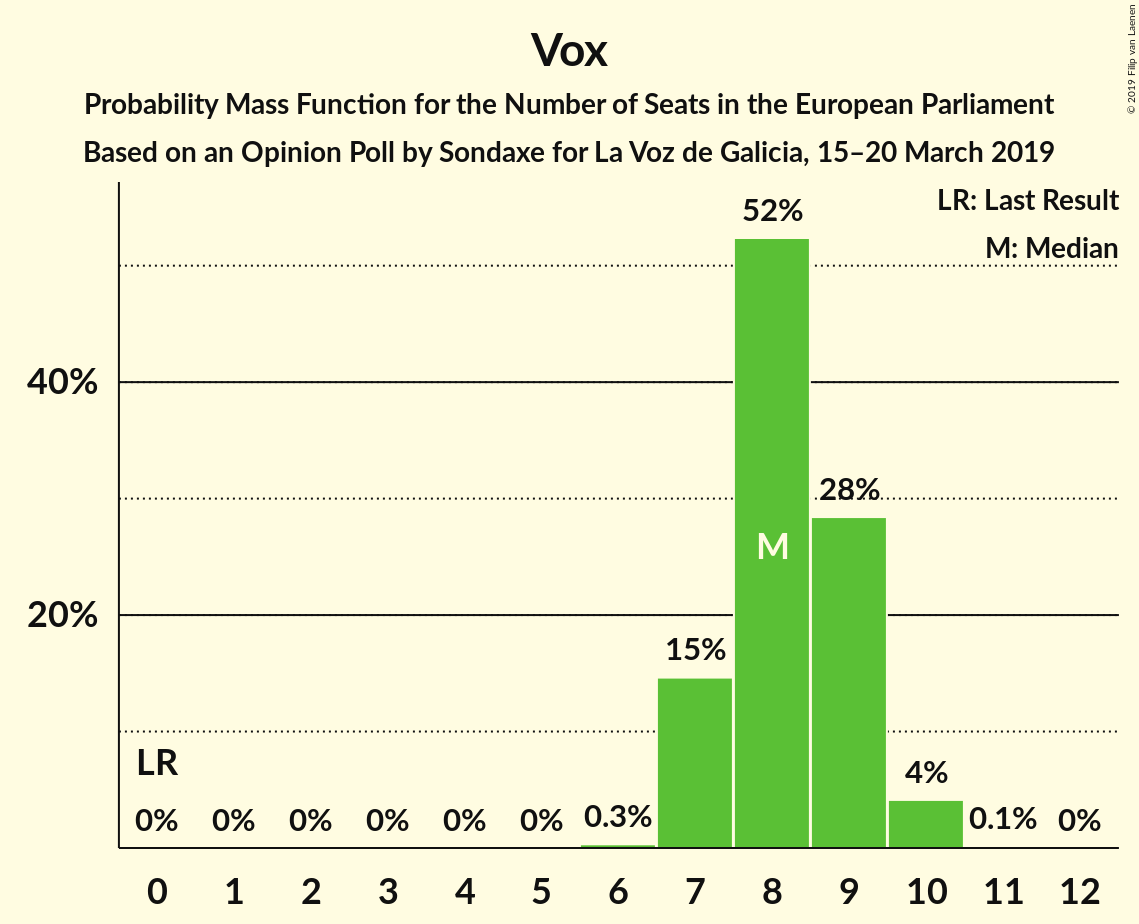 Vox
Probability Mass Function for the Number of Seats in the European Parliament
Based on an Opinion Poll by Sondaxe for La Voz de Galicia, 15–20 March 2019
© 2019 Filip van Laenen
LR: Last Result
M: Median
52%
40%
28%
M
20%
15%
LR
4%
0% 0% 0% 0% 0% 0% 0.3% 0.1% 0%
0 1 2 3 4 5 6 7 8 9 10 11 12